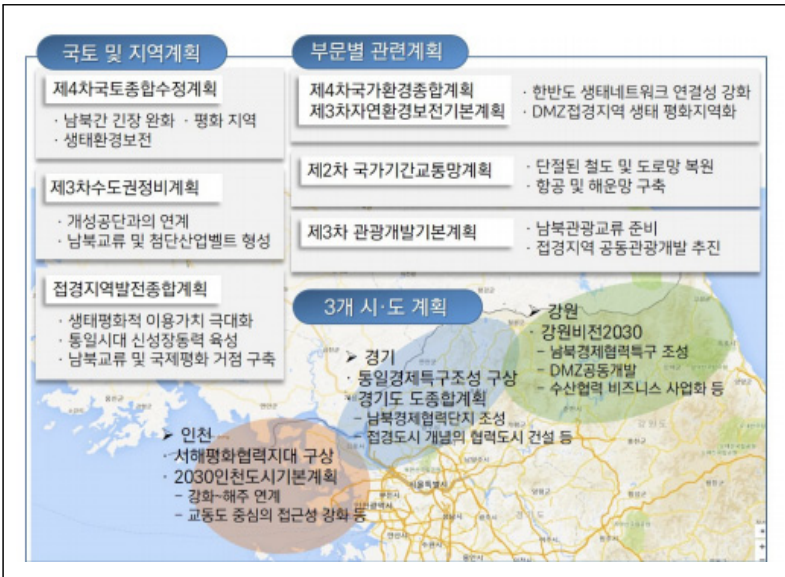 국토 및 지역계획
제4차국토종합수정계획
· 남북간 긴장 완화 · 평화 지역
· 생태환경보전
제3차수도권정비계획
· 개성공단과의 연계
· 남북교류 및 첨단산업벨트 형성
접경지역발전종합계획
· 생태평화적 이용가치 극대화
· 통일시대 신성장동력 육성
· 남북교류 및 국제평화 거점 구축
부문별 관련계획
제4차국가환경종합계획
제3차자연환경보전기본계획
· 한반도 생태네트워크 연결성 강화
· DMZ접경지역 생태 평화지역화
제2차 국가기간교통망계획
· 단절된 철도 및 도로망 복원
· 항공 및 해운망 구축
제3차 관광개발기본계획
· 남북관광교류 준비
· 접경지역 공동관광개발 추진
3개 시·도 계획
➢ 강원
· 강원비전2030
– 남북경제협력특구 조성
– DMZ공동개발
– 수산협력 비즈니스 사업화 등
➢ 경기
· 통일경제특구조성 구상
· 경기도 도종합계획
– 남북경제협력단지 조성
– 접경도시 개념의 협력도시 건설 등
➢ 인천
· 서해평화협력지대 구상
· 2030인천도시기본계획
– 강화~해주 연계
– 교동도 중심의 접근성 강화 등
서울특별시
인천광역시
강원도
경기도